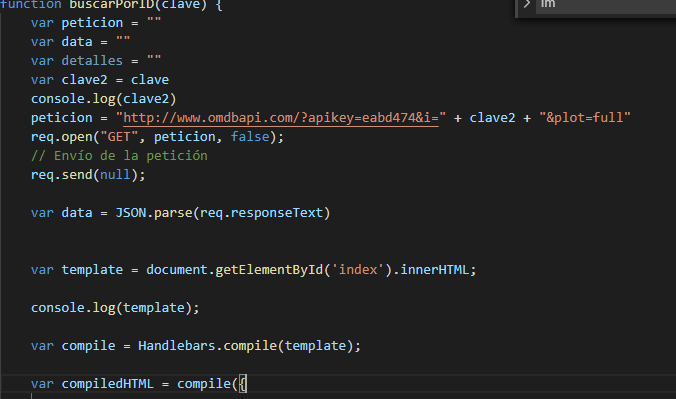 function buscarPorID(clave) {
var peticion = ""
var data = ""
var detalles = ""
var clave2 = clave
console.log(clave2)
peticion = "http://www.omdbapi.com/?apikey=eabd474&i=" + clave2 + "&plot=full"
req.open("GET", peticion, false);
// Envío de la petición
req.send(null);
var data = JSON.parse(req.responseText)
var template = document.getElementById('index').innerHTML;
console.log(template);
var compile = Handlebars.compile(template);
var compiledHTML = compile({